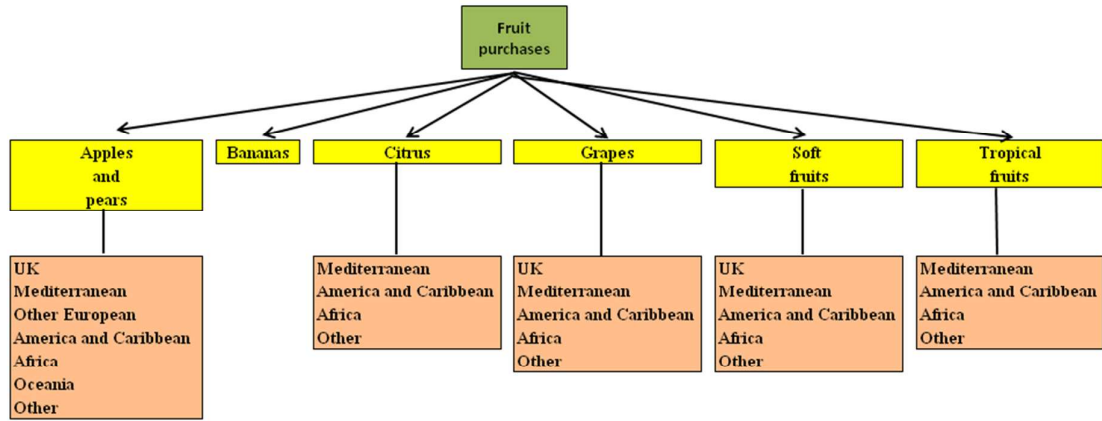 Fruit
purchases
Apples
and
pears
Bananas
Citrus
Grapes
Soft
fruits
Tropical
fruits
UK
Mediterranean
Other European
America and Caribbean
Africa
Oceania
Other
Mediterranean
America and Caribbean
Africa
Other
UK
Mediterranean
America and Caribbean
Africa
Other
UK
Mediterranean
America and Caribbean
Africa
Other
Mediterranean
America and Caribbean
Africa
Other